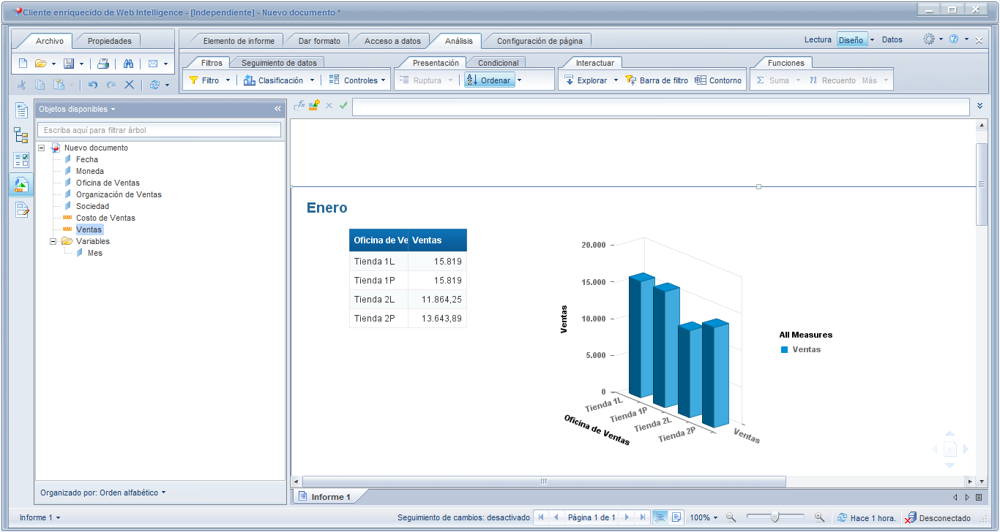 Cliente enriquecido de Web Intelligence - [Independiente] - Nuevo documento *
Archivo Propiedades Elemento de informe Dar formato Acceso a datos Análisis Configuración de página Lectura Diseño Datos
Filtros Seguimiento de datos Presentación Condicional Interactuar Funciones
Filtro Clasificación Controles Ruptura Ordenar Explorar Barra de filtro Contorno Suma Recuento Más
Objetos disponibles
Escriba aquí para filtrar árbol
Nuevo documento
Fecha
Moneda
Oficina de Ventas
Organización de Ventas
Sociedad
Costo de Ventas
Ventas
Variables
Mes
Organizado por: Orden alfabético
Enero
Oficina de Ve Ventas
Tienda 1L 15.819
Tienda 1P 15.819
Tienda 2L 11.864,25
Tienda 2P 13.643,89
20.000
15.000
10.000
5.000
0
Ventas
Tienda 1L
Tienda 1P
Tienda 2L
Tienda 2P
Oficina de Ventas
Ventas
All Measures
Ventas
Informe 1
Informe 1 Seguimiento de cambios: desactivado Página 1 de 1 100% Hace 1 hora. Desconectado